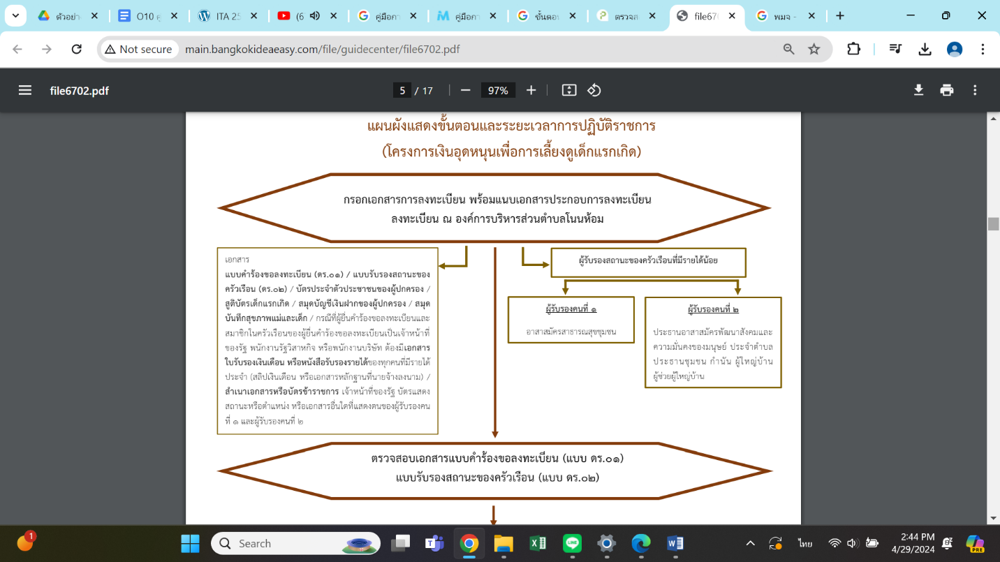 ตัวอย่า
O10 คู
ITA 25
(6
คู่มือกา
คู่มือกา
ขั้นตอน
ตรวจส
file670
พมจ -
Not secure
main.bangkokideaeasy.com/file/guidecenter/file6702.pdf
file6702.pdf
5 / 17
97%
แผนผังแสดงขั้นตอนและระยะเวลาการปฏิบัติราชการ
(โครงการเงินอุดหนุนเพื่อการเลี้ยงดูเด็กแรกเกิด)
กรอกเอกสารการลงทะเบียน พร้อมแนบเอกสารประกอบการลงทะเบียน
ลงทะเบียน ณ องค์การบริหารส่วนตำบลโนนห้อม
เอกสาร
แบบคำร้องขอลงทะเบียน (ดร.๐๑) / แบบรับรองสถานะของ
ครัวเรือน (ดร.๐๒) / บัตรประจำตัวประชาชนของผู้ปกครอง /
สูติบัตรเด็กแรกเกิด / สมุดบัญชีเงินฝากของผู้ปกครอง / สมุด
บันทึกสุขภาพแม่และเด็ก / กรณีที่ผู้ยื่นคำร้องขอลงทะเบียนและ
สมาชิกในครัวเรือนของผู้ยื่นคำร้องขอลงทะเบียนเป็นเจ้าหน้าที่
ของรัฐ พนักงานรัฐวิสาหกิจ หรือพนักงานบริษัท ต้องมีเอกสาร
ใบรับรองเงินเดือน หรือหนังสือรับรองรายได้ของทุกคนที่มีรายได้
ประจำ (สลิปเงินเดือน หรือเอกสารหลักฐานที่นายจ้างลงนาม) /
สำเนาเอกสารหรือบัตรข้าราชการ เจ้าหน้าที่ของรัฐ บัตรแสดง
สถานะหรือตำแหน่ง หรือเอกสารอื่นใดที่แสดงตนของผู้รับรองคน
ที่ ๑ และผู้รับรองคนที่ ๒
ผู้รับรองสถานะของครัวเรือนที่มีรายได้น้อย
ผู้รับรองคนที่ ๑
อาสาสมัครสาธารณสุขชุมชน
ผู้รับรองคนที่ ๒
ประธานอาสาสมัครพัฒนาสังคมและ
ความมั่นคงของมนุษย์ ประจำตำบล
ประธานชุมชน กำนัน ผู้ใหญ่บ้าน
ผู้ช่วยผู้ใหญ่บ้าน
ตรวจสอบเอกสารแบบคำร้องขอลงทะเบียน (แบบ ดร.๐๑)
แบบรับรองสถานะของครัวเรือน (แบบ ดร.๐๒)
1
Search
ไทย
2:44 PM
4/29/2024
PRE